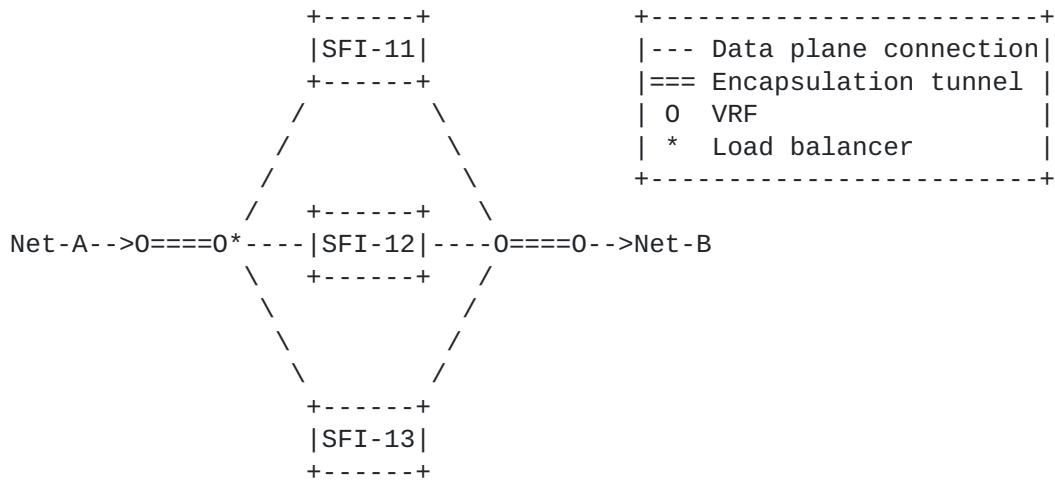 +------+             +-------------------------+
                   |SFI-11|             |--- Data plane connection|
                   +------+             |=== Encapsulation tunnel |
                  /        \            | O  VRF                  |
                 /          \           | *  Load balancer        |
                /            \          +-------------------------+
               /   +------+   \
Net-A-->O====O*----|SFI-12|----O====O-->Net-B
               \   +------+   /
                \            /
                 \          /
                  \        /
                   +------+
                   |SFI-13|
                   +------+